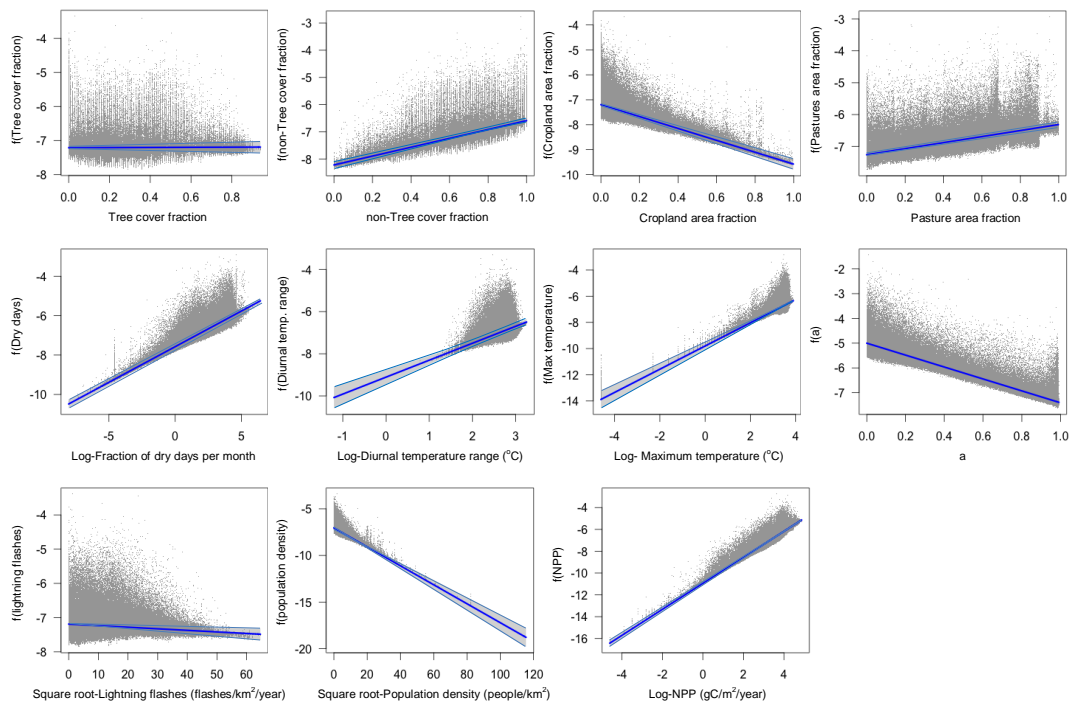 f(Tree cover fraction)
-4
-5
-6
-7
-8
0.0 0.2 0.4 0.6 0.8
Tree cover fraction
f(non-Tree cover fraction)
-3
-4
-5
-6
-7
-8
0.0 0.2 0.4 0.6 0.8 1.0
non-Tree cover fraction
f(Cropland area fraction)
-4
-5
-6
-7
-8
-9
-10
0.0 0.2 0.4 0.6 0.8 1.0
Cropland area fraction
f(Prastures area fraction)
-3
-4
-5
-6
-7
0.0 0.2 0.4 0.6 0.8 1.0
Pasture area fraction
f(Dry days)
-4
-6
-8
-10
-5 0 5
Log-Fraction of dry days per month
f(Diurnal temp. range)
-4
-6
-8
-10
-1 0 1 2 3
Log-Diurnal temperature range (°C)
f(Max temperature)
-4
-6
-8
-10
-12
-14
-4 -2 0 2 4
Log- Maximum temperature (°C)
f(a)
-2
-3
-4
-5
-6
-7
0.0 0.2 0.4 0.6 0.8 1.0
a
f(lightning flashes)
-4
-5
-6
-7
-8
0 10 20 30 40 50 60
Square root-Lightning flashes (flashes/km²/year)
f(population density)
-5
-10
-15
-20
0 20 40 60 80 100 120
Square root-Population density (people/km²)
f(NPP)
-4
-6
-8
-10
-12
-14
-16
-4 -2 0 2 4
Log-NPP (gC/m²/year)